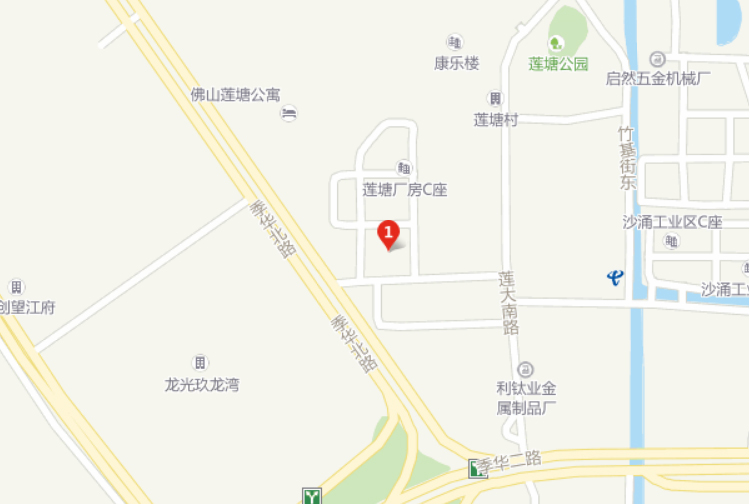 康乐楼
莲塘公园
启然五金机械厂
佛山莲塘公寓
莲塘村
竹基街东
莲塘厂房C座
季华北路
沙涌工业区C座
1
创望江府
莲大南路
沙涌工业
季华北路
龙光玖龙湾
利钛业金
属制品厂
季华二路